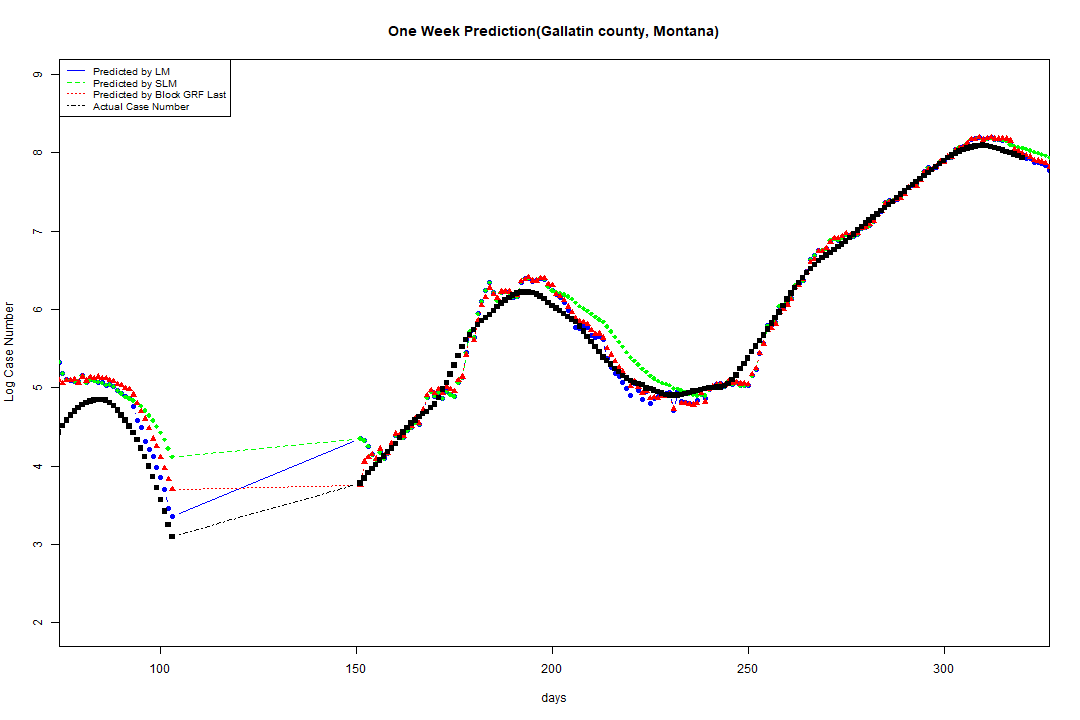 One Week Prediction(Gallatin county, Montana)
Predicted by LM
Predicted by SLM
Predicted by Block GRF Last
Actual Case Number
9
8
7
6
5
4
3
2
Log Case Number
100 150 200 250 300
days